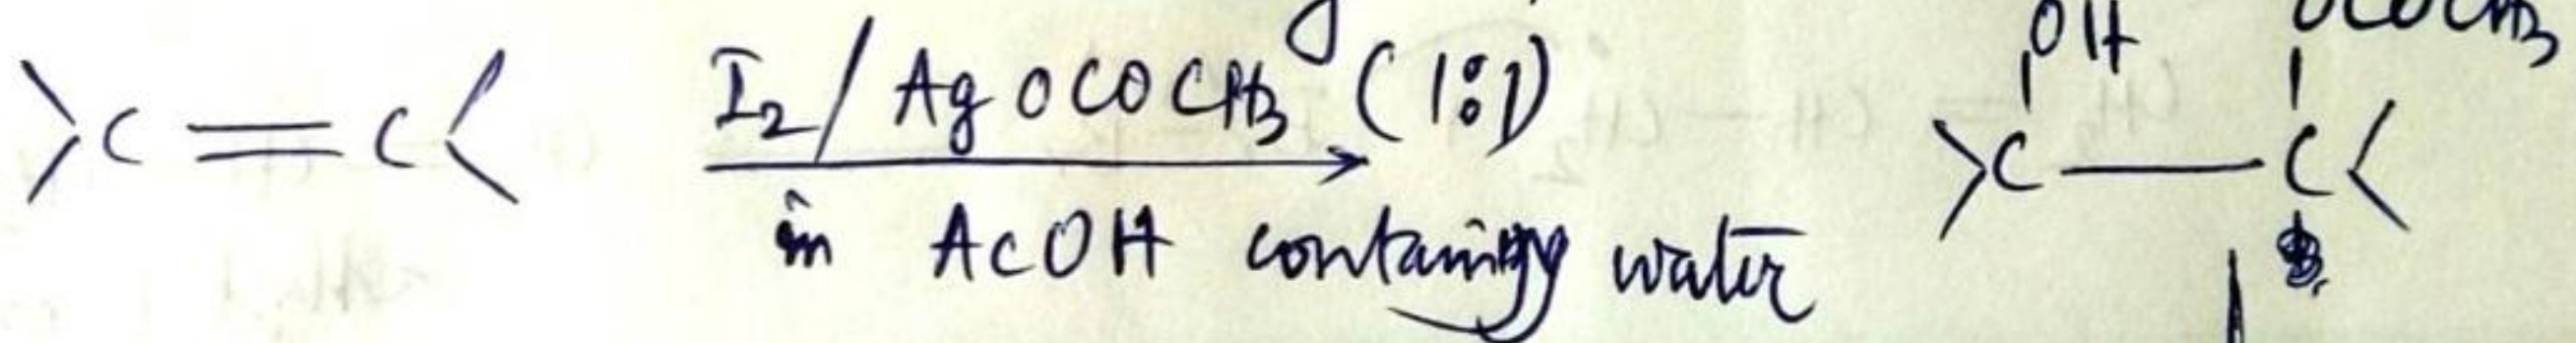 OH OCOCH3
>C=C< I2/AgOCOCH3 (1:1) >C—C<
in AcOH containing water